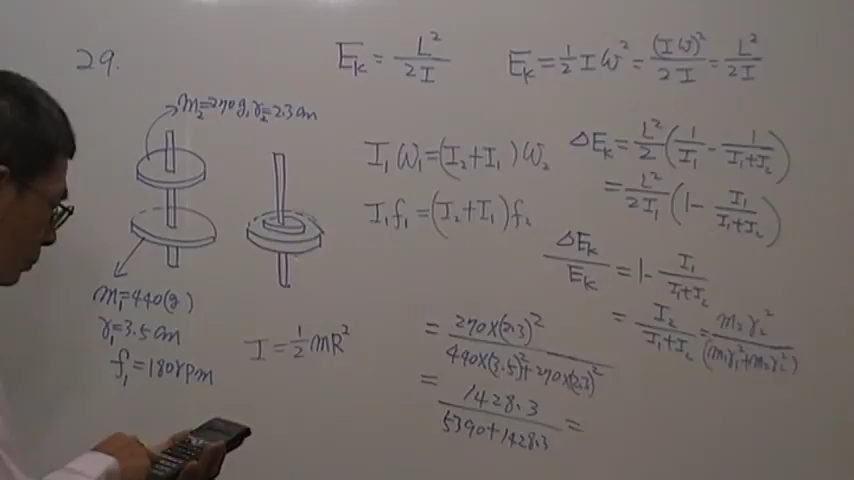 29.
m₂=270g, r₂=2.3cm
m₁=440(g)
r₁=3.5cm
f₁=180rpm
E_k = L²/2I
I₁ω₁=(I₂+I₁)ω₂
I₁f₁=(I₂+I₁)f₂
I=½mR²
E_k=½Iω²=(Iω)²/2I=L²/2I
ΔE_k=L²/2(1/I₁-1/(I₁+I₂))
=L²/2I₁(1-I₁/(I₁+I₂))
ΔE_k/E_k=1-I₁/(I₁+I₂)
=I₂/(I₁+I₂)=m₂r₂²/(m₁r₁²+m₂r₂²)
=270×(2.3)²/(440×(3.5)²+270×(2.3)²)
=1428.3/(5390+1428.3)=